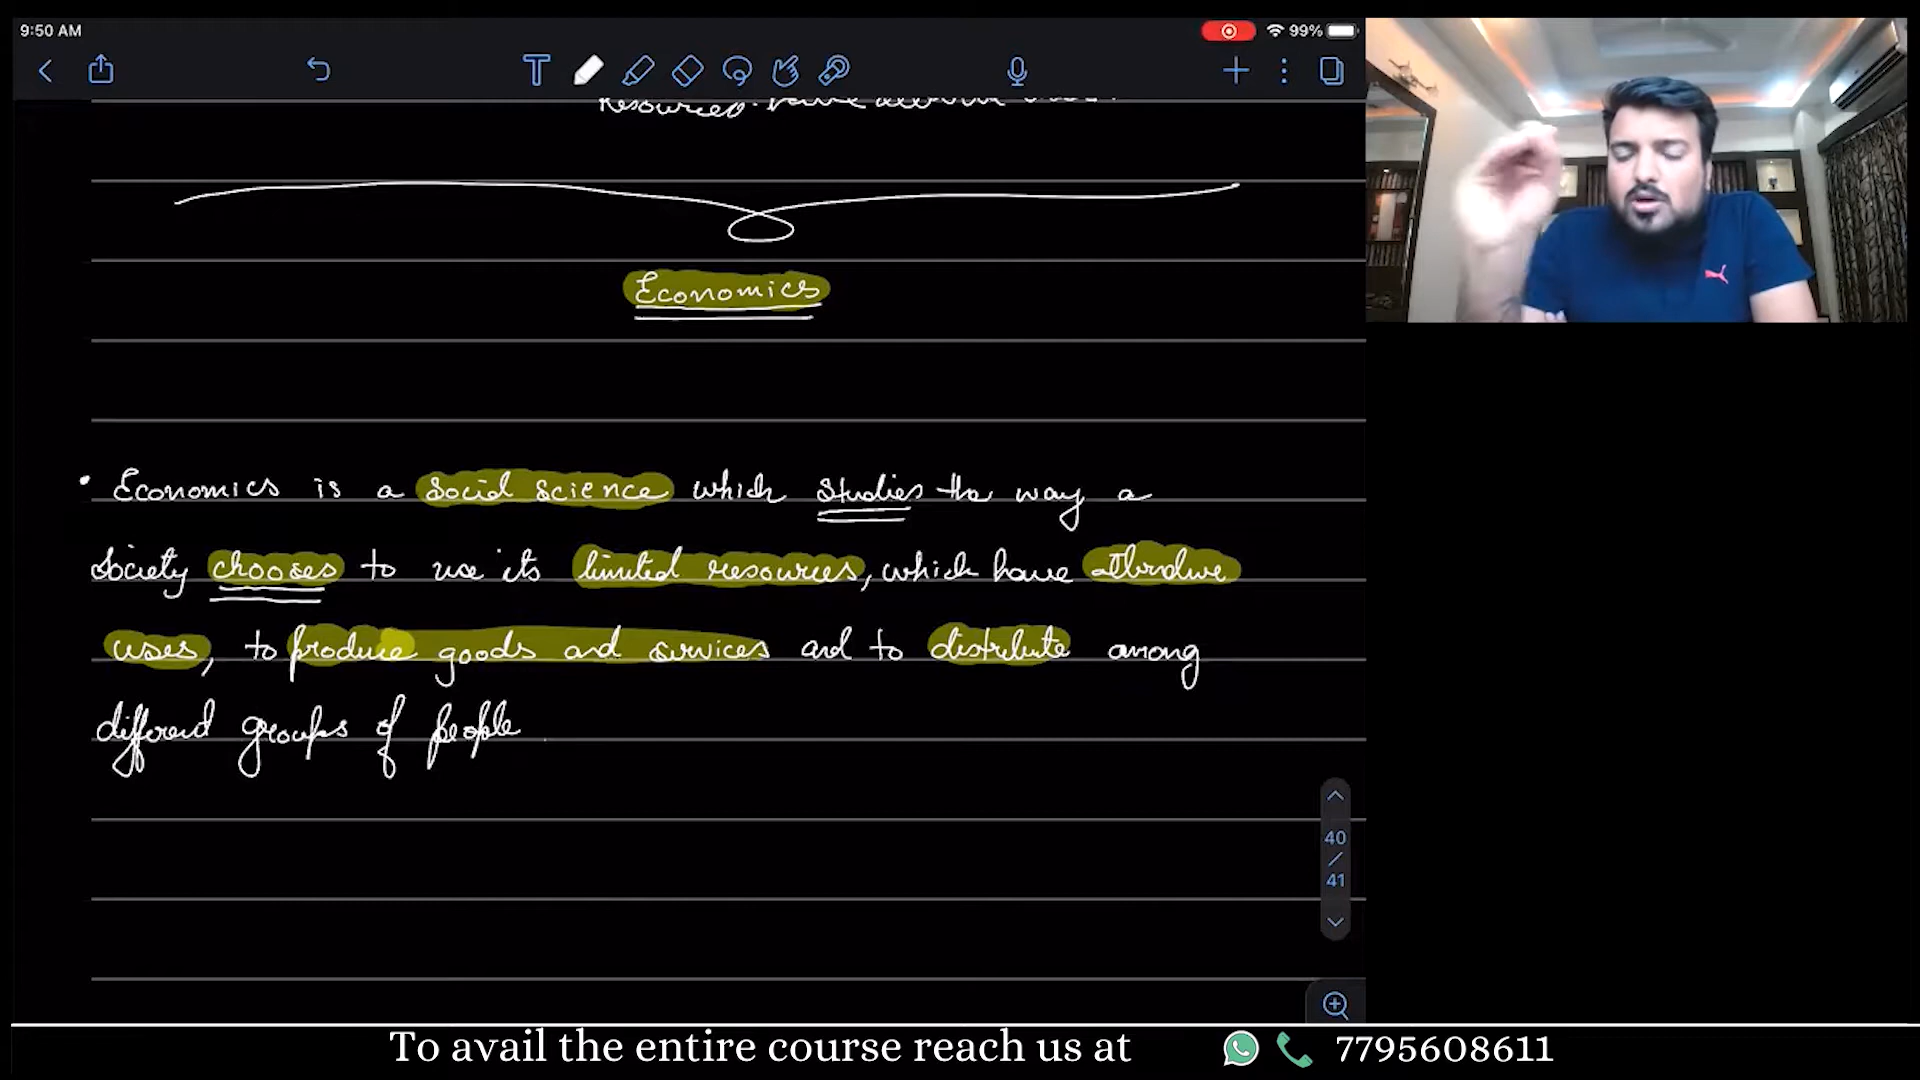 9:50 AM
99%
Resources have
Economics
• Economics is a social science which studies the way a
society chooses to use its limited resources, which have alternative
uses, to produce goods and services and to distribute among
different groups of people.
40
/
41
To avail the entire course reach us at 7795608611